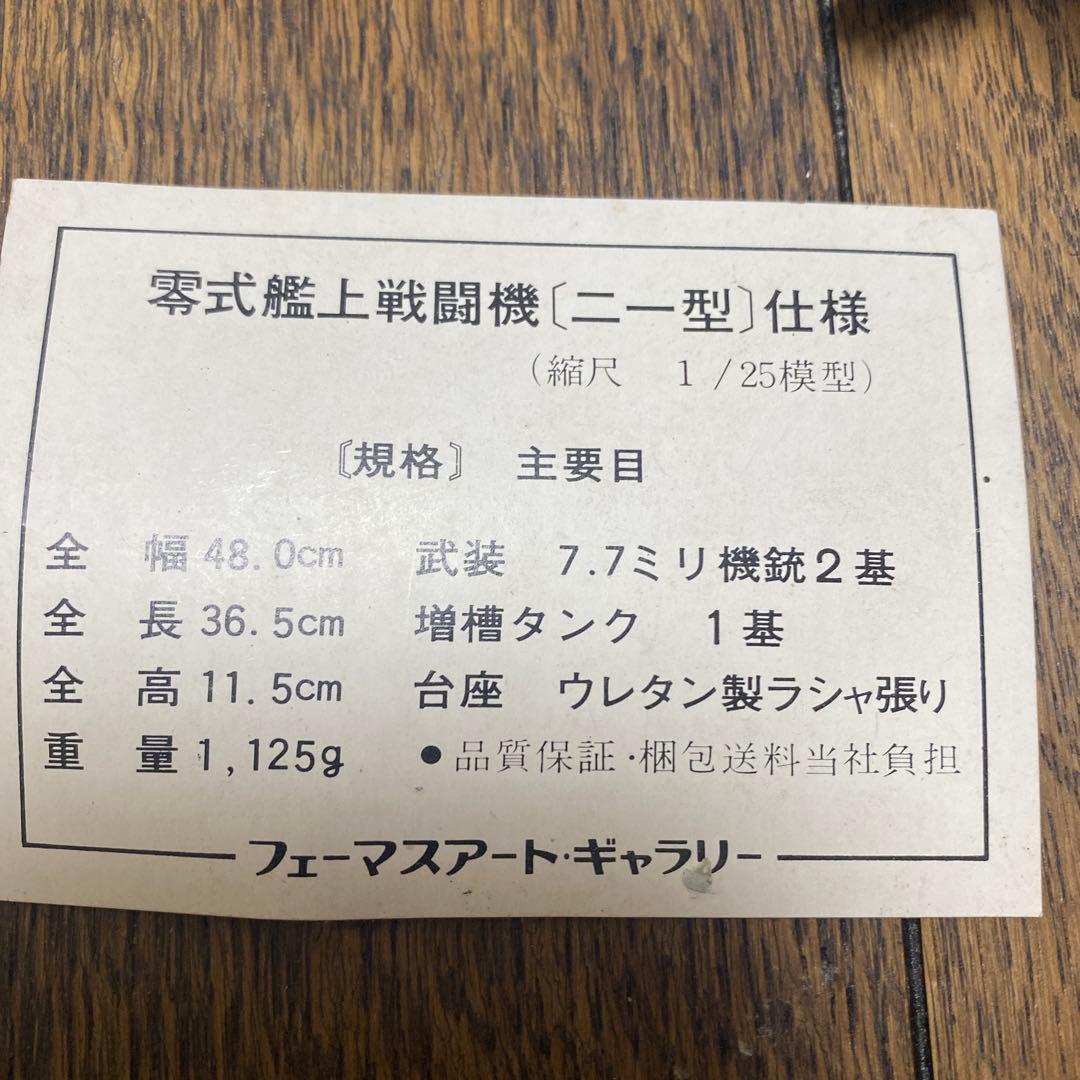 零式艦上戦闘機〔二一型〕仕様
(縮尺 1/25模型)
〔規格〕 主要目
全幅 48.0cm 武装 7.7ミリ機銃2基
全長 36.5cm 増槽タンク 1基
全高 11.5cm 台座 ウレタン製ラシャ張り
重量 1,125g ●品質保証・梱包送料当社負担
フェーマスアート・ギャラリー